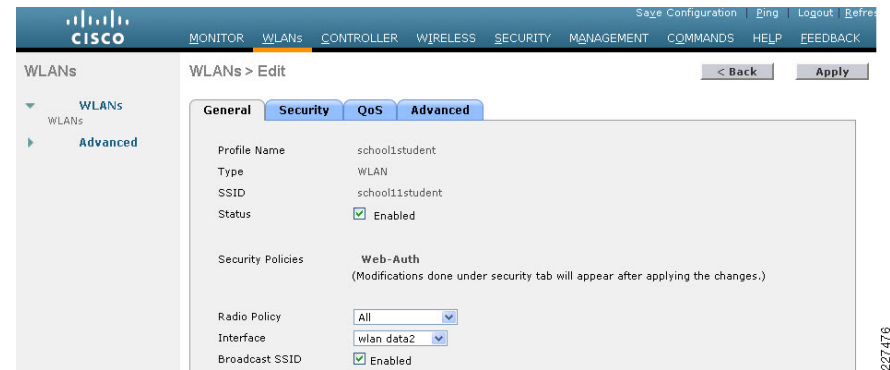 Save Configuration | Ping | Logout | Refres
CISCO
MONITOR WLANs CONTROLLER WIRELESS SECURITY MANAGEMENT COMMANDS HELP FEEDBACK
WLANs
WLANs > Edit
< Back
Apply
WLANs
WLANs
Advanced
General Security QoS Advanced
Profile Name school1student
Type WLAN
SSID school11student
Status Enabled
Security Policies Web-Auth
(Modifications done under security tab will appear after applying the changes.)
Radio Policy All
Interface wlan data2
Broadcast SSID Enabled
227476